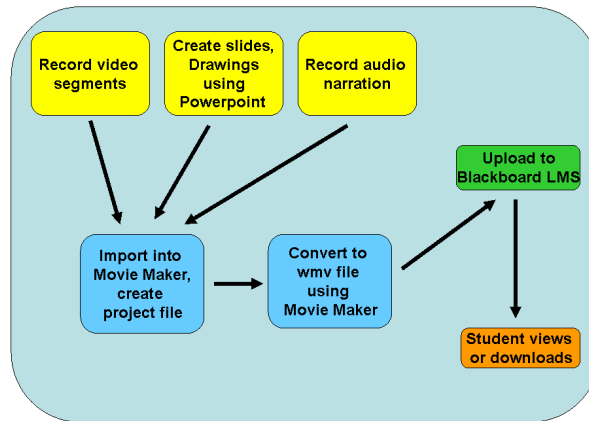 Record video
segments
Create slides,
Drawings
using
Powerpoint
Record audio
narration
Upload to
Blackboard LMS
Import into
Movie Maker,
create
project file
Convert to
wmv file
using
Movie Maker
Student views
or downloads